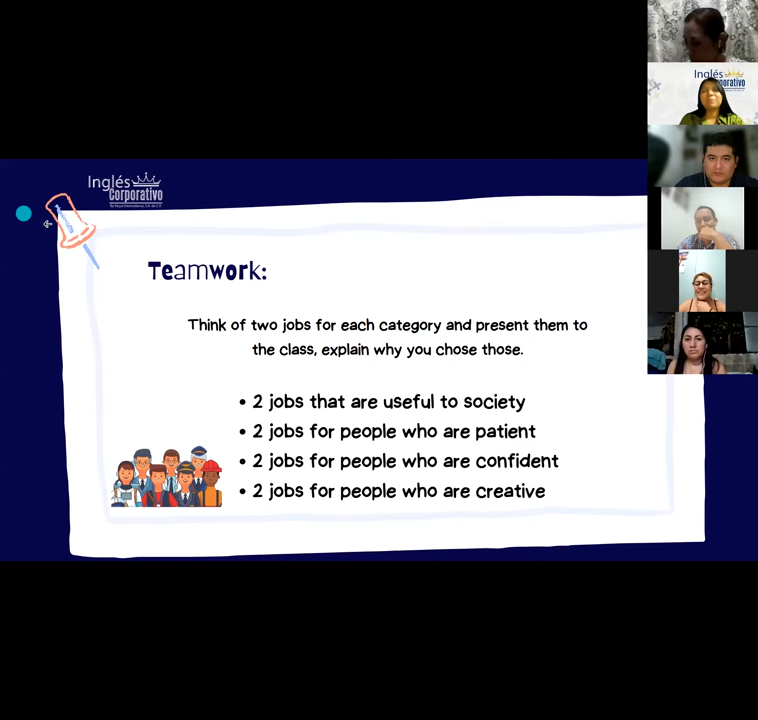 Inglés
Corporativo
Inglés
Corporativo
Teamwork:
Think of two jobs for each category and present them to
the class, explain why you chose those.
• 2 jobs that are useful to society
• 2 jobs for people who are patient
• 2 jobs for people who are confident
• 2 jobs for people who are creative